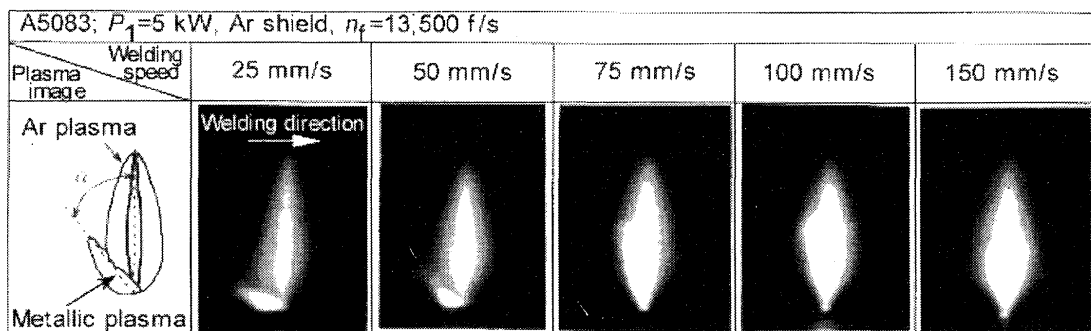 A5083; P1=5 kW, Ar shield, nf=13,500 f/s
Welding speed
Plasma image
25 mm/s
50 mm/s
75 mm/s
100 mm/s
150 mm/s
Ar plasma
α
Metallic plasma
Welding direction